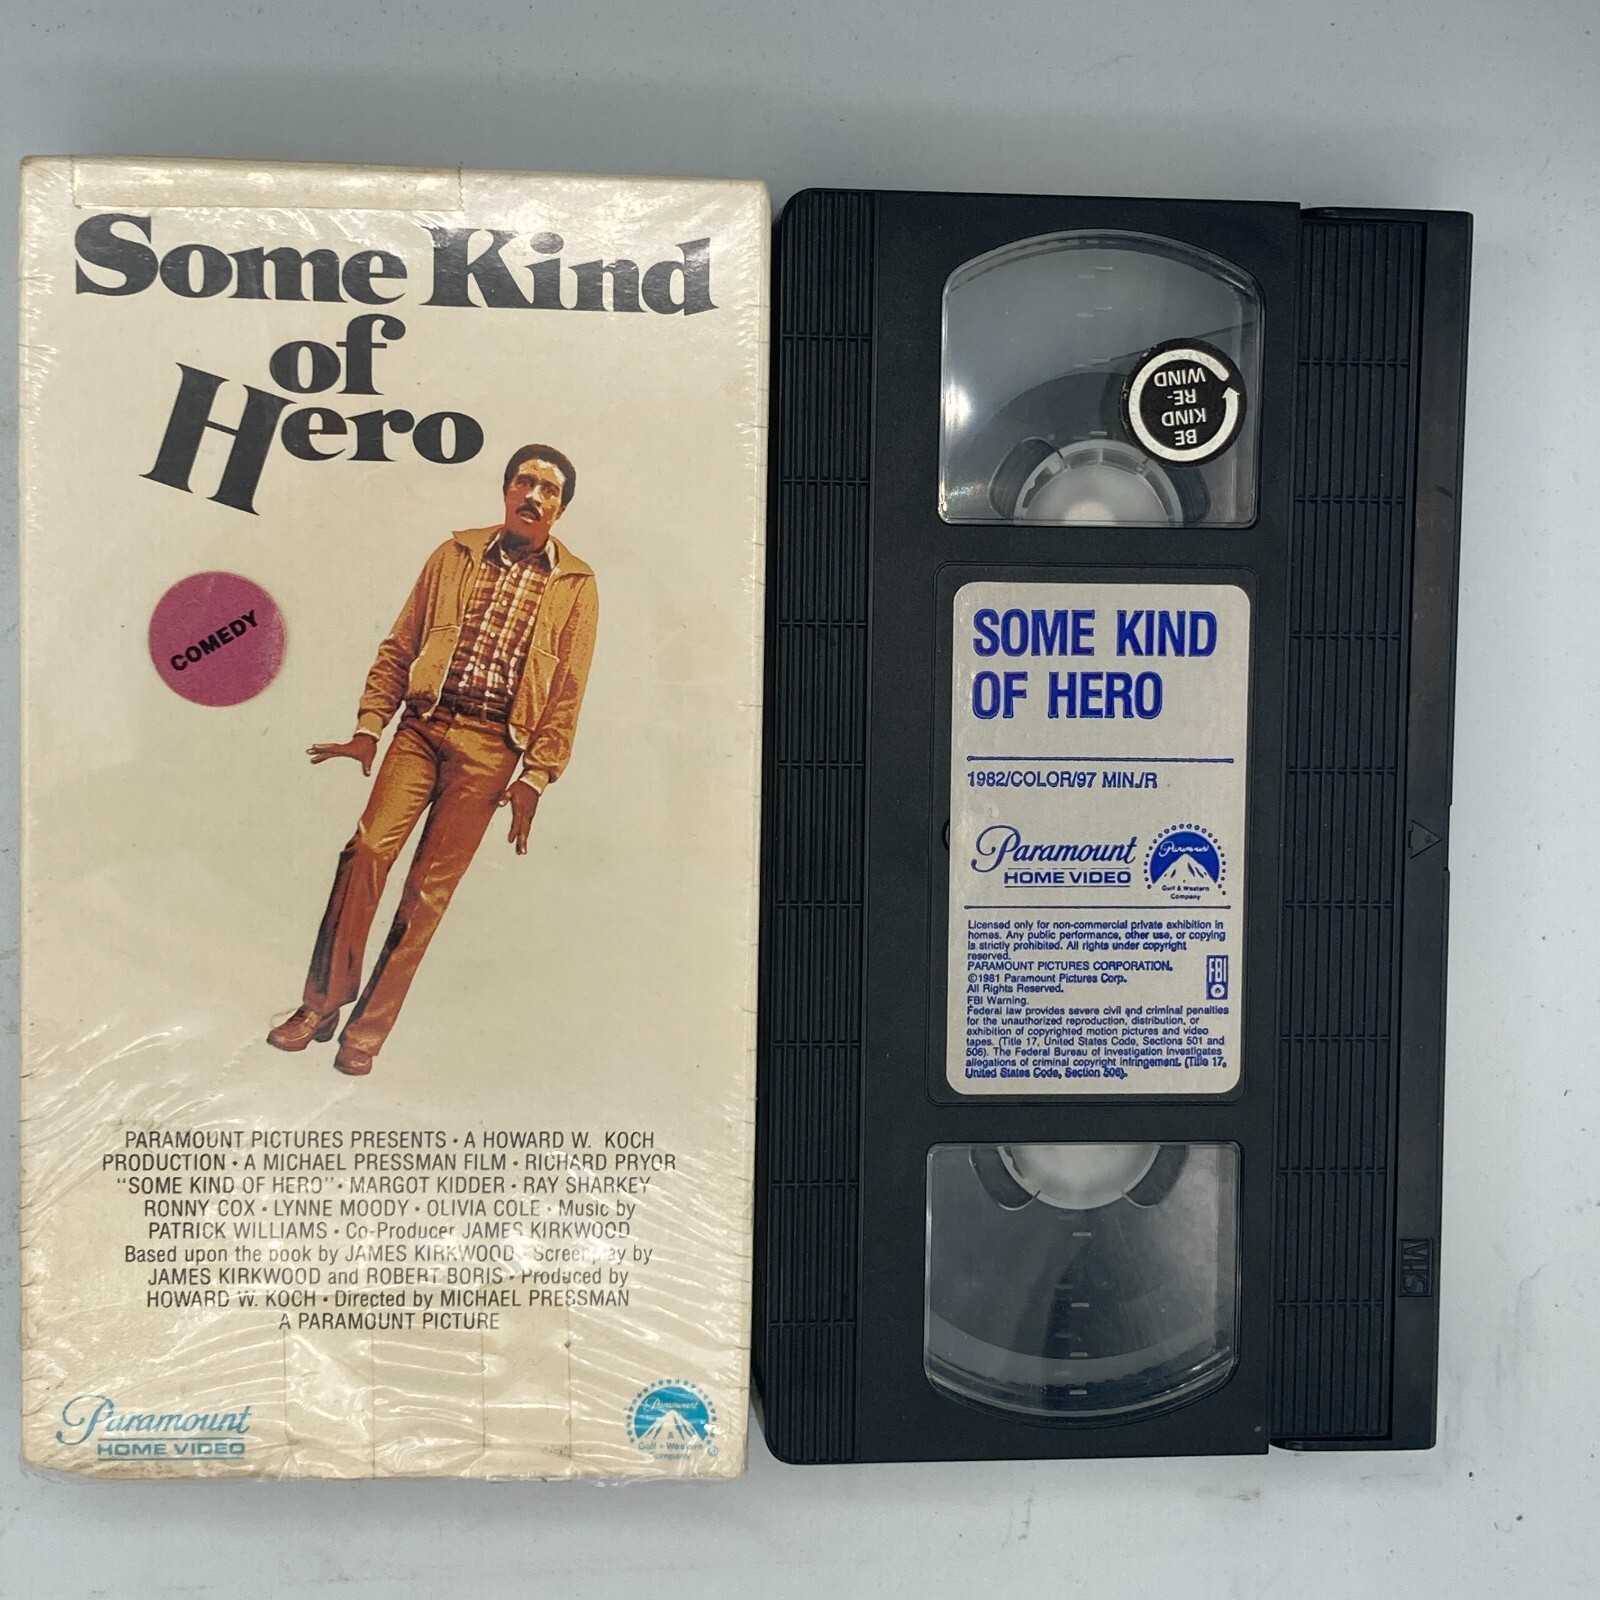 Some Kind
of
Hero
COMEDY
PARAMOUNT PICTURES PRESENTS • A HOWARD W. KOCH
PRODUCTION • A MICHAEL PRESSMAN FILM • RICHARD PRYOR
"SOME KIND OF HERO" • MARGOT KIDDER • RAY SHARKEY
RONNY COX • LYNNE MOODY • OLIVIA COLE • Music by
PATRICK WILLIAMS • Co-Producer JAMES KIRKWOOD
Based upon the book by JAMES KIRKWOOD • Screenplay by
JAMES KIRKWOOD and ROBERT BORIS • Produced by
HOWARD W. KOCH • Directed by MICHAEL PRESSMAN
A PARAMOUNT PICTURE
Paramount
HOME VIDEO
Paramount
A
Gulf + Western
Company
BE
KIND
RE-
WIND
SOME KIND
OF HERO
1982/COLOR/97 MIN./R
Paramount
HOME VIDEO
Paramount
Gulf & Western
Company
Licensed only for non-commercial private exhibition in
homes. Any public performance, other use, or copying
is strictly prohibited. All rights under copyright
reserved.
PARAMOUNT PICTURES CORPORATION.
©1981 Paramount Pictures Corp.
All Rights Reserved.
FBI Warning.
Federal law provides severe civil and criminal penalties
for the unauthorized reproduction, distribution, or
exhibition of copyrighted motion pictures and video
tapes. (Title 17, United States Code, Sections 501 and
506). The Federal Bureau of Investigation investigates
allegations of criminal copyright infringement. (Title 17,
United States Code, Section 506).
FBI
VHS